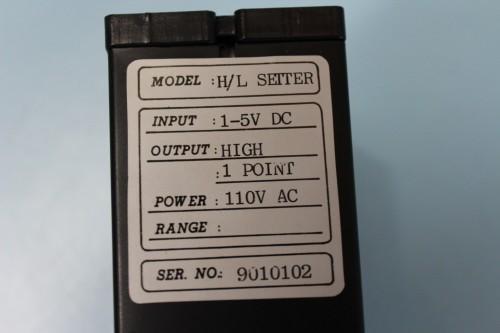 MODEL : H/L SETTER
INPUT : 1-5V DC
OUTPUT : HIGH
: 1 POINT
POWER : 110V AC
RANGE :
SER. NO.: 9010102